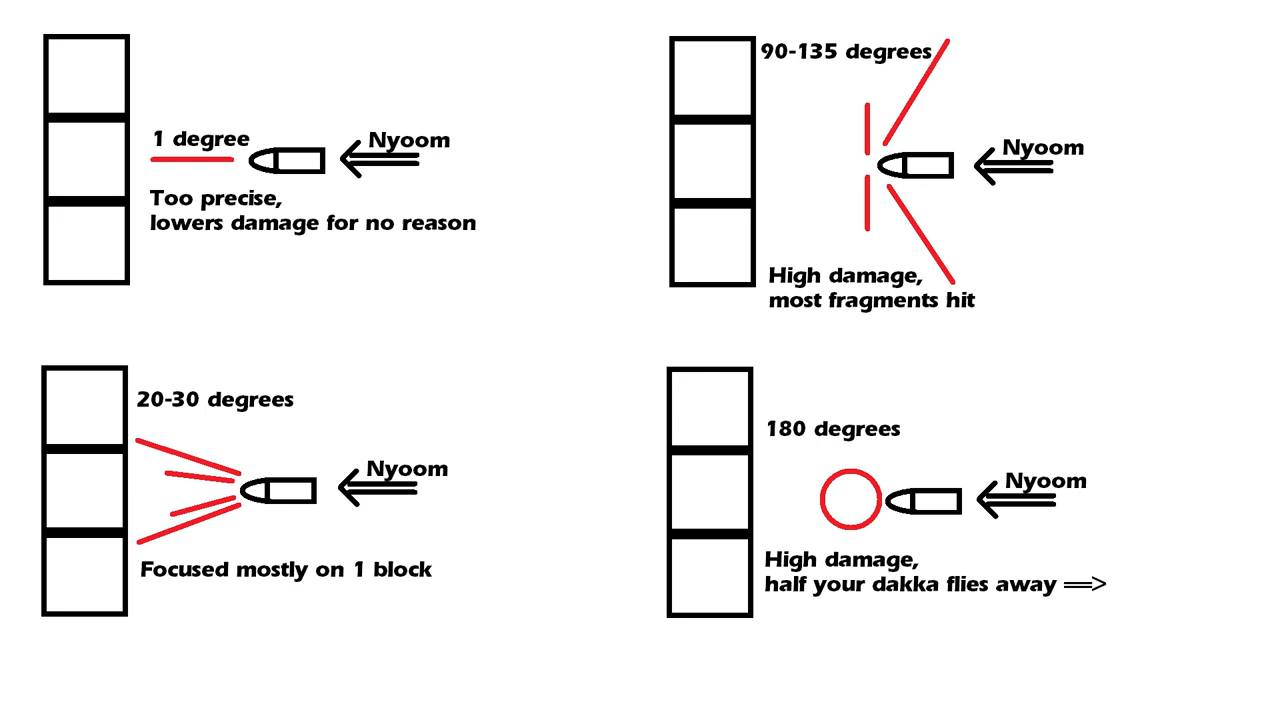 1 degree
Nyoom
Too precise,
lowers damage for no reason
90-135 degrees
Nyoom
High damage,
most fragments hit
20-30 degrees
Nyoom
Focused mostly on 1 block
180 degrees
Nyoom
High damage,
half your dakka flies away ==>